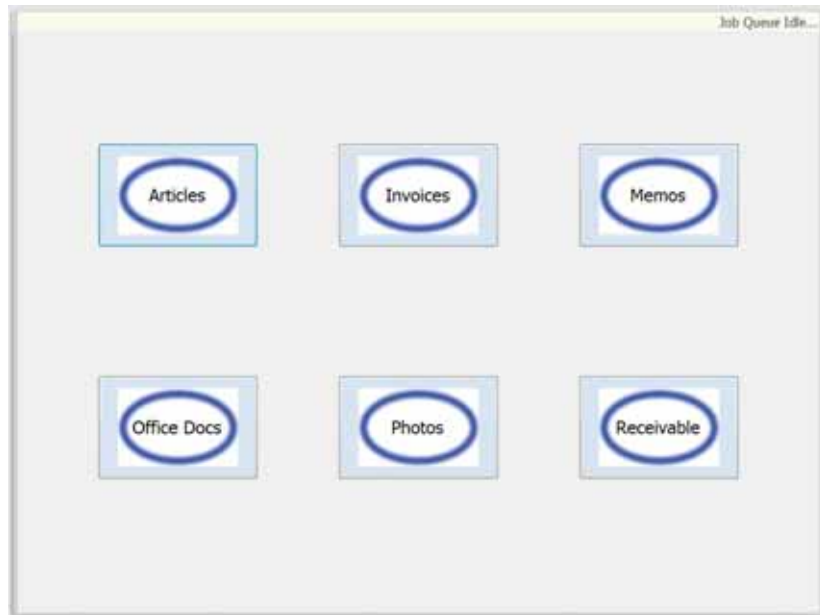 Job Queue Idle...
Articles
Invoices
Memos
Office Docs
Photos
Receivable